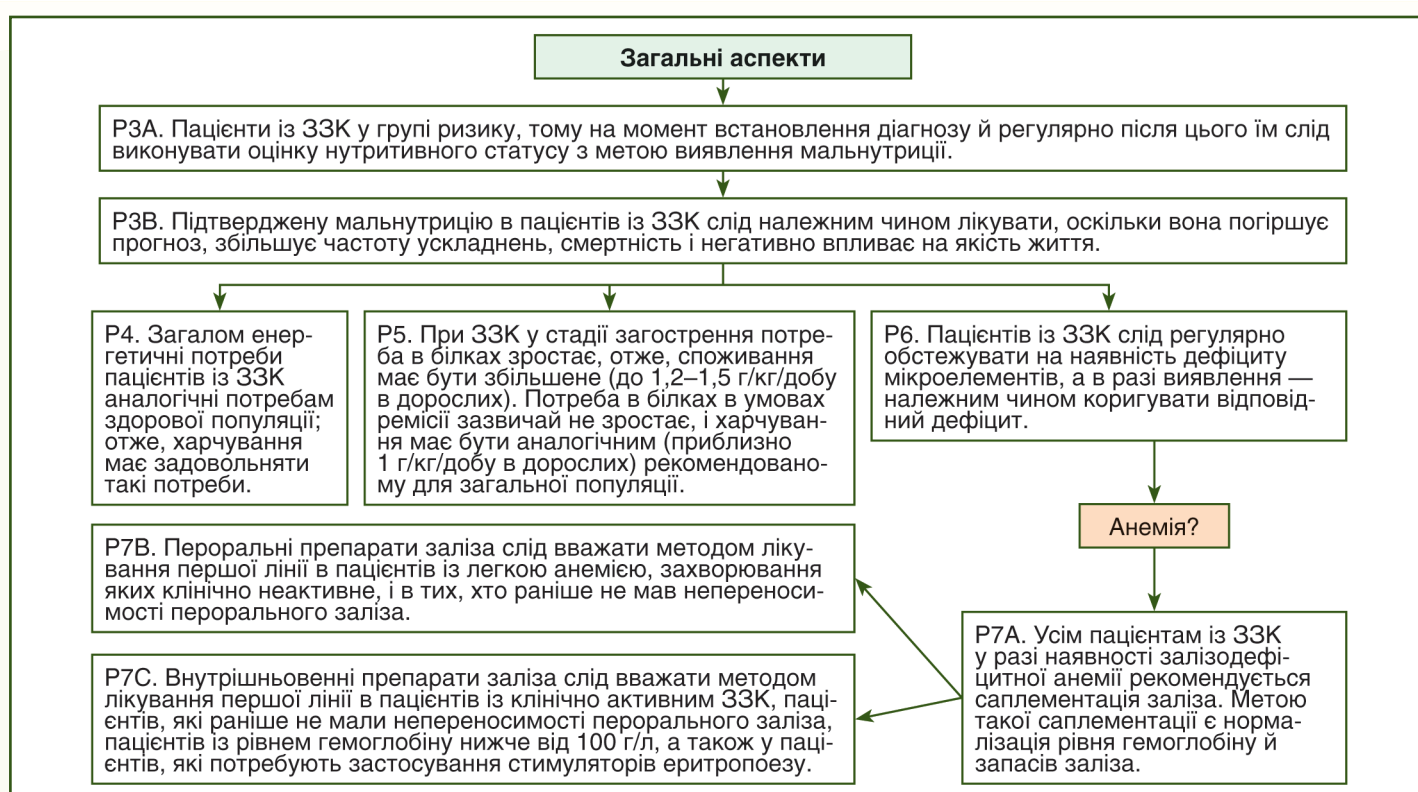 Загальні аспекти
Р3А. Пацієнти із ЗЗК у групі ризику, тому на момент встановлення діагнозу й регулярно після цього їм слід
виконувати оцінку нутритивного статусу з метою виявлення мальнутриції.
Р3В. Підтверджену мальнутрицію в пацієнтів із ЗЗК слід належним чином лікувати, оскільки вона погіршує
прогноз, збільшує частоту ускладнень, смертність і негативно впливає на якість життя.
Р4. Загалом енер-
гетичні потреби
пацієнтів із ЗЗК
аналогічні потребам
здорової популяції;
отже, харчування
має задовольняти
такі потреби.
Р5. При ЗЗК у стадії загострення потре-
ба в білках зростає, отже, споживання
має бути збільшене (до 1,2–1,5 г/кг/добу
в дорослих). Потреба в білках в умовах
ремісії зазвичай не зростає, і харчуван-
ня має бути аналогічним (приблизно
1 г/кг/добу в дорослих) рекомендовано-
му для загальної популяції.
Р6. Пацієнтів із ЗЗК слід регулярно
обстежувати на наявність дефіциту
мікроелементів, а в разі виявлення —
належним чином коригувати відповід-
ний дефіцит.
Анемія?
Р7В. Пероральні препарати заліза слід вважати методом ліку-
вання першої лінії в пацієнтів із легкою анемією, захворювання
яких клінічно неактивне, і в тих, хто раніше не мав непереноси-
мості перорального заліза.
Р7С. Внутрішньовенні препарати заліза слід вважати методом
лікування першої лінії в пацієнтів із клінічно активним ЗЗК, паці-
єнтів, які раніше не мали непереносимості перорального заліза,
пацієнтів із рівнем гемоглобіну нижче від 100 г/л, а також у паці-
єнтів, які потребують застосування стимуляторів еритропоезу.
Р7А. Усім пацієнтам із ЗЗК
у разі наявності залізодефі-
цитної анемії рекомендується
саплементація заліза. Метою
такої саплементації є норма-
лізація рівня гемоглобіну й
запасів заліза.